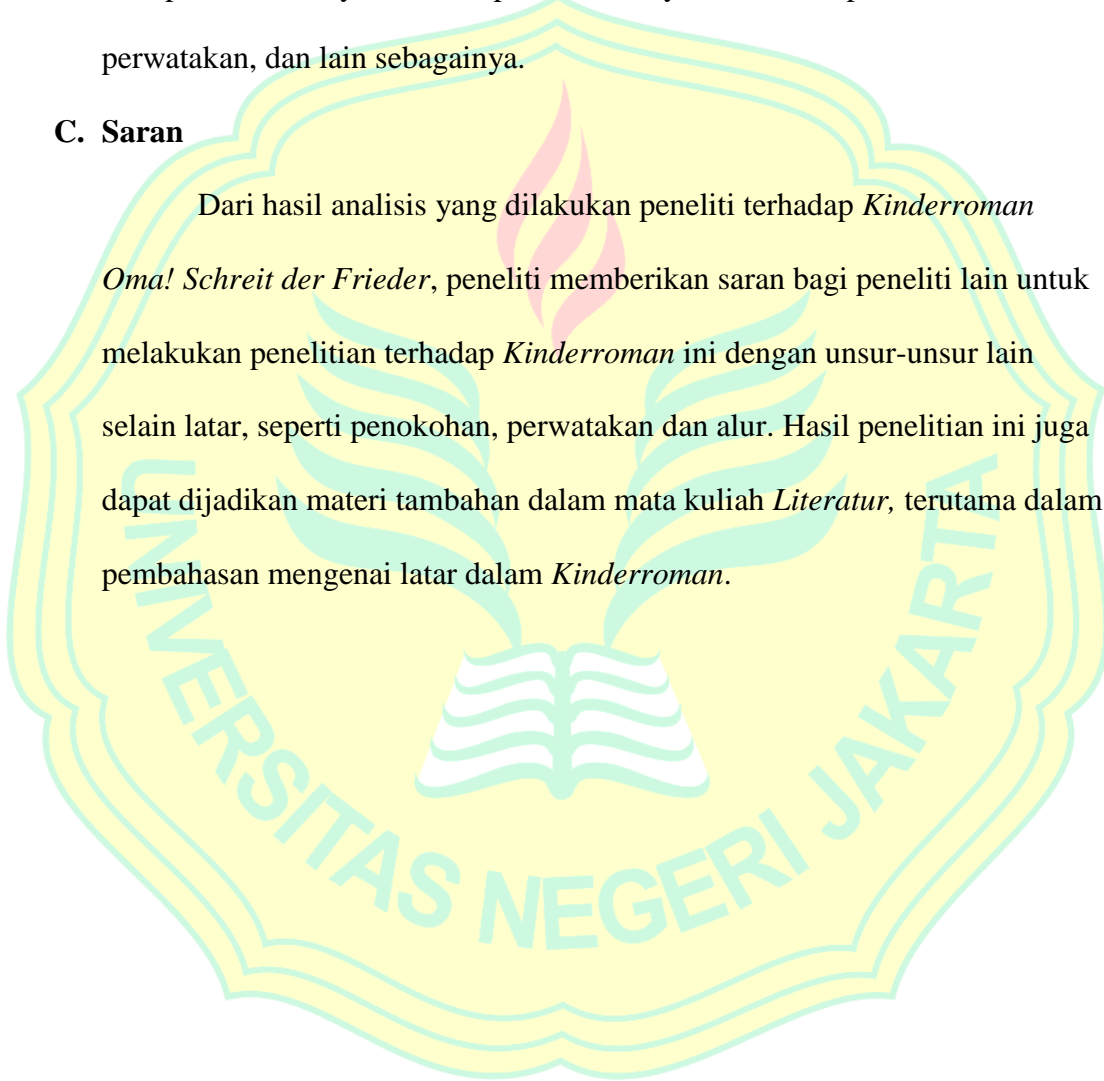 perwatakan, dan lain sebagainya.
C. Saran
Dari hasil analisis yang dilakukan peneliti terhadap Kinderroman
Oma! Schreit der Frieder, peneliti memberikan saran bagi peneliti lain untuk
melakukan penelitian terhadap Kinderroman ini dengan unsur-unsur lain
selain latar, seperti penokohan, perwatakan dan alur. Hasil penelitian ini juga
dapat dijadikan materi tambahan dalam mata kuliah Literatur, terutama dalam
pembahasan mengenai latar dalam Kinderroman.
UNIVERSITAS NEGERI JAKARTA